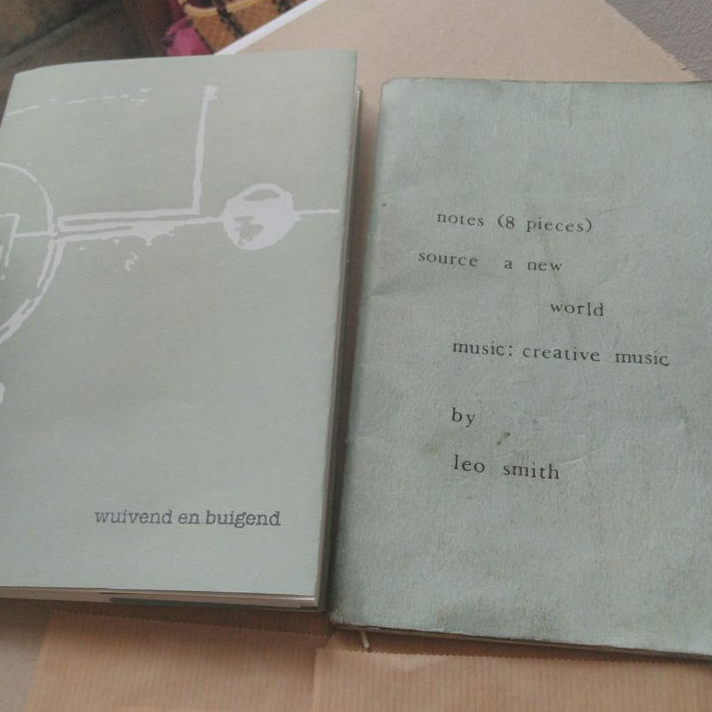 wuivend en buigend
notes (8 pieces)
source a new
world
music: creative music
by
leo smith